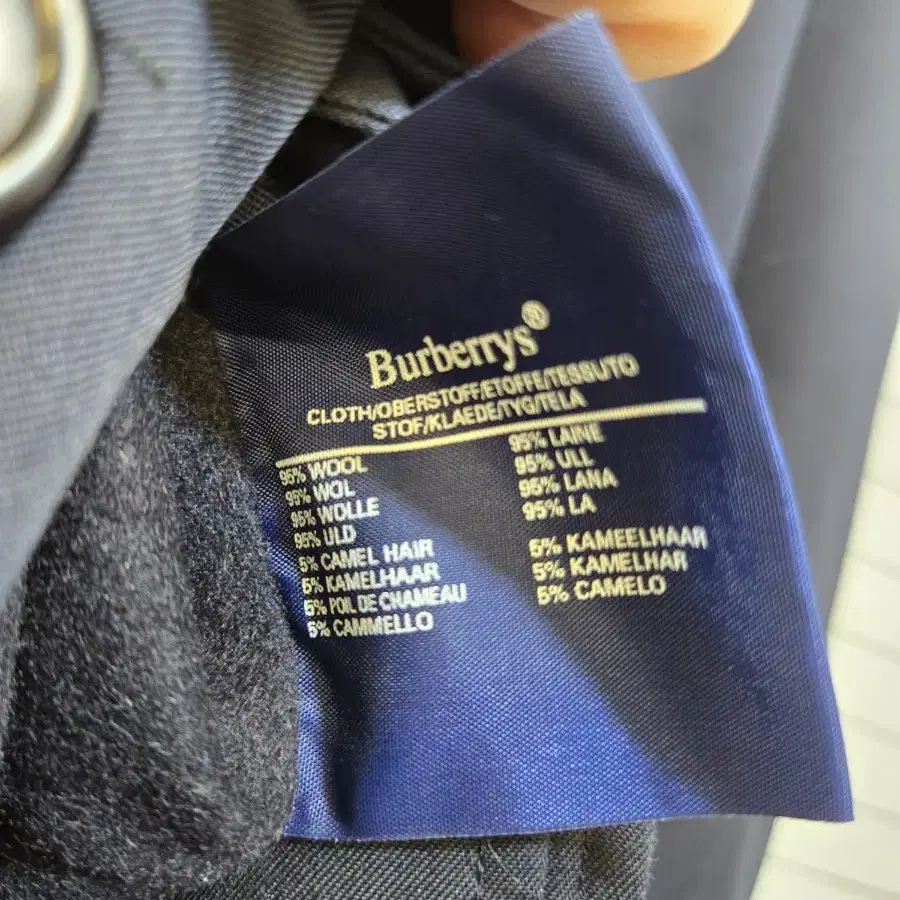 Burberrys®
CLOTH/OBERSTOFF/ETOFFE/TESSUTO
STOF/KLAEDE/TYG/TELA
95% WOOL
95% WOL
95% WOLLE
95% ULD
5% CAMEL HAIR
5% KAMELHAAR
5% POIL DE CHAMEAU
5% CAMMELLO
95% LAINE
95% ULL
95% LANA
95% LA
5% KAMEELHAAR
5% KAMELHAR
5% CAMELO